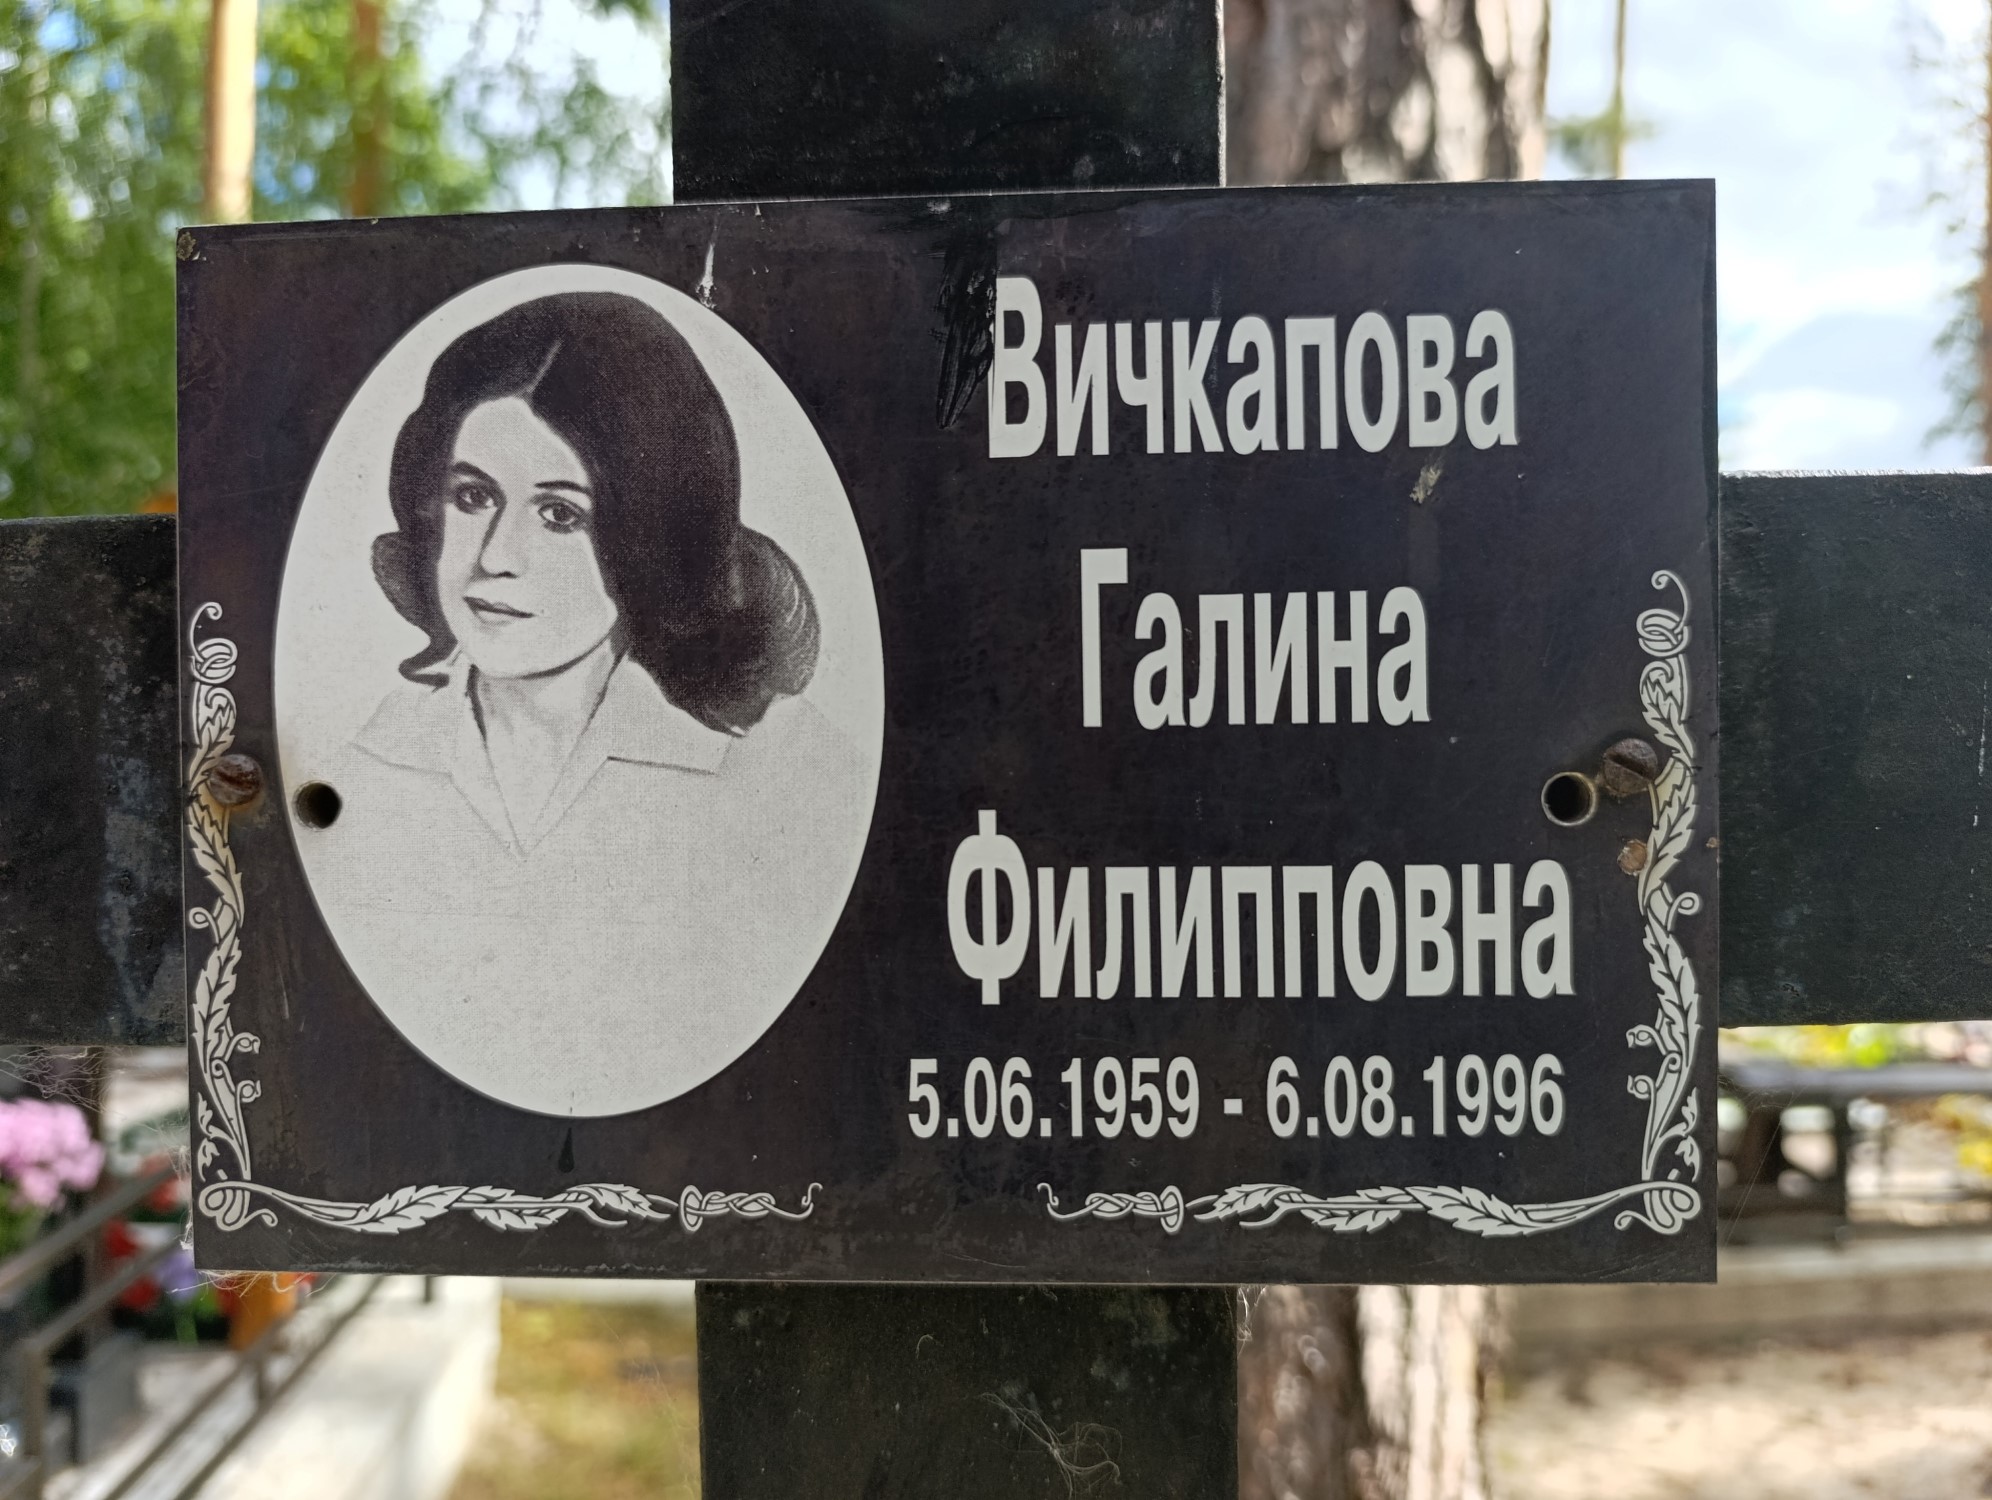 Вичкапова
Галина
Филипповна
5.06.1959 - 6.08.1996